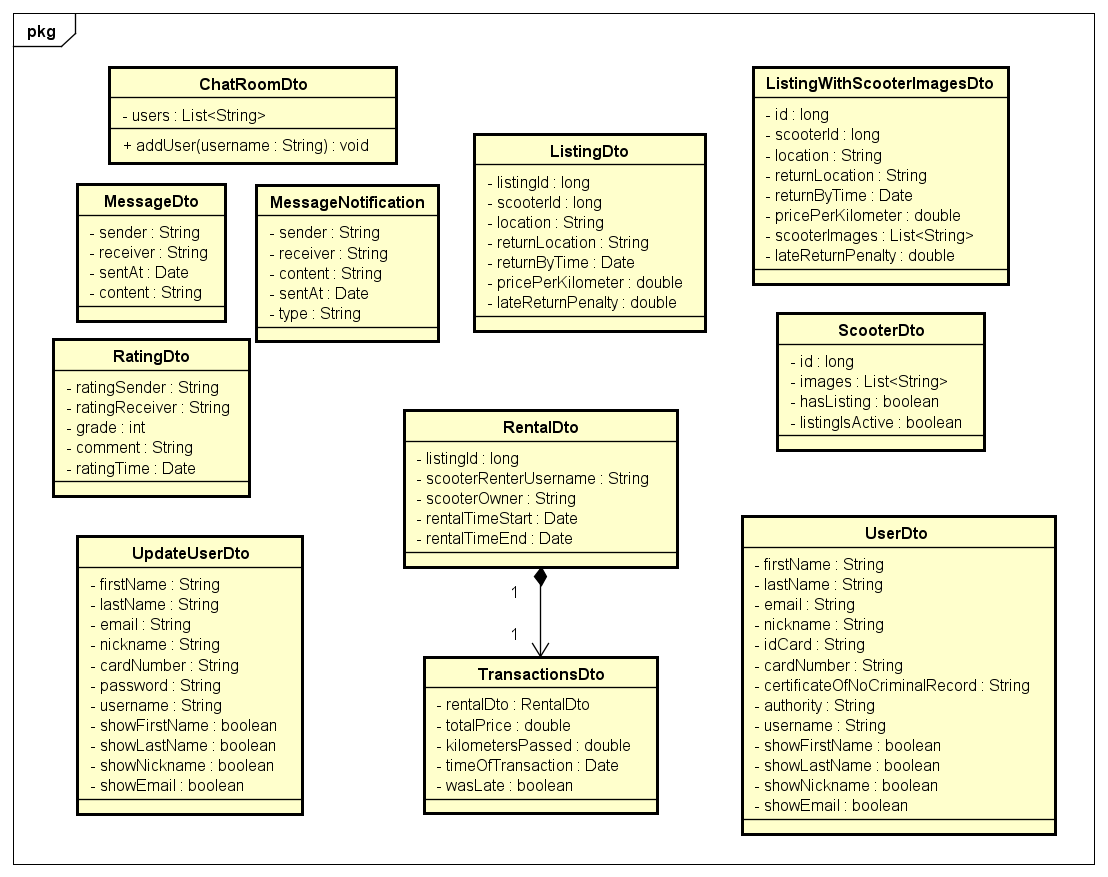 pkg
ChatRoomDto
- users : List<String>
+ addUser(username : String) : void
ListingWithScooterImagesDto
- id : long
- scooterId : long
- location : String
- returnLocation : String
- returnByTime : Date
- pricePerKilometer : double
- scooterImages : List<String>
- lateReturnPenalty : double
ListingDto
- listingId : long
- scooterId : long
- location : String
- returnLocation : String
- returnByTime : Date
- pricePerKilometer : double
- lateReturnPenalty : double
MessageDto
- sender : String
- receiver : String
- sentAt : Date
- content : String
MessageNotification
- sender : String
- receiver : String
- content : String
- sentAt : Date
- type : String
ScooterDto
- id : long
- images : List<String>
- hasListing : boolean
- listingIsActive : boolean
RatingDto
- ratingSender : String
- ratingReceiver : String
- grade : int
- comment : String
- ratingTime : Date
RentalDto
- listingId : long
- scooterRenterUsername : String
- scooterOwner : String
- rentalTimeStart : Date
- rentalTimeEnd : Date
1
1
UpdateUserDto
- firstName : String
- lastName : String
- email : String
- nickname : String
- cardNumber : String
- password : String
- username : String
- showFirstName : boolean
- showLastName : boolean
- showNickname : boolean
- showEmail : boolean
TransactionsDto
- rentalDto : RentalDto
- totalPrice : double
- kilometersPassed : double
- timeOfTransaction : Date
- wasLate : boolean
UserDto
- firstName : String
- lastName : String
- email : String
- nickname : String
- idCard : String
- cardNumber : String
- certificateOfNoCriminalRecord : String
- authority : String
- username : String
- showFirstName : boolean
- showLastName : boolean
- showNickname : boolean
- showEmail : boolean